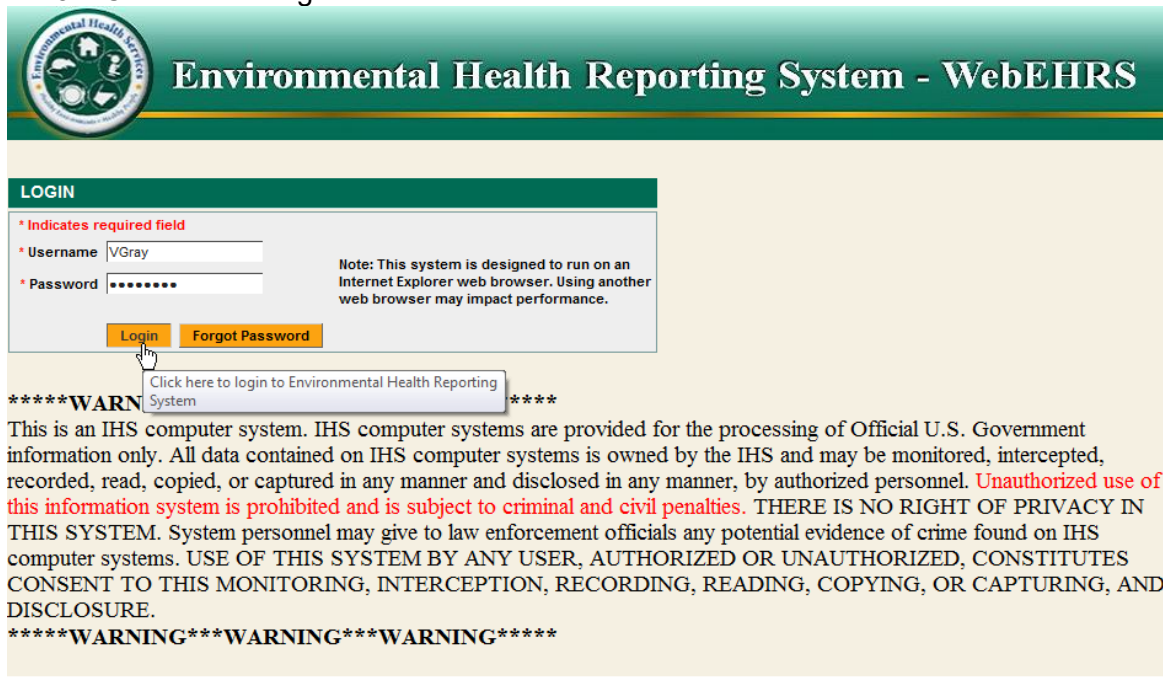 Environmental Health Services
Environmental Health Reporting System - WebEHRS
LOGIN
* Indicates required field
* Username VGray
* Password ••••••••
Note: This system is designed to run on an
Internet Explorer web browser. Using another
web browser may impact performance.
Login Forgot Password
Click here to login to Environmental Health Reporting
System
*****WARN ****
This is an IHS computer system. IHS computer systems are provided for the processing of Official U.S. Government
information only. All data contained on IHS computer systems is owned by the IHS and may be monitored, intercepted,
recorded, read, copied, or captured in any manner and disclosed in any manner, by authorized personnel. Unauthorized use of
this information system is prohibited and is subject to criminal and civil penalties. THERE IS NO RIGHT OF PRIVACY IN
THIS SYSTEM. System personnel may give to law enforcement officials any potential evidence of crime found on IHS
computer systems. USE OF THIS SYSTEM BY ANY USER, AUTHORIZED OR UNAUTHORIZED, CONSTITUTES
CONSENT TO THIS MONITORING, INTERCEPTION, RECORDING, READING, COPYING, OR CAPTURING, AND
DISCLOSURE.
*****WARNING***WARNING***WARNING*****